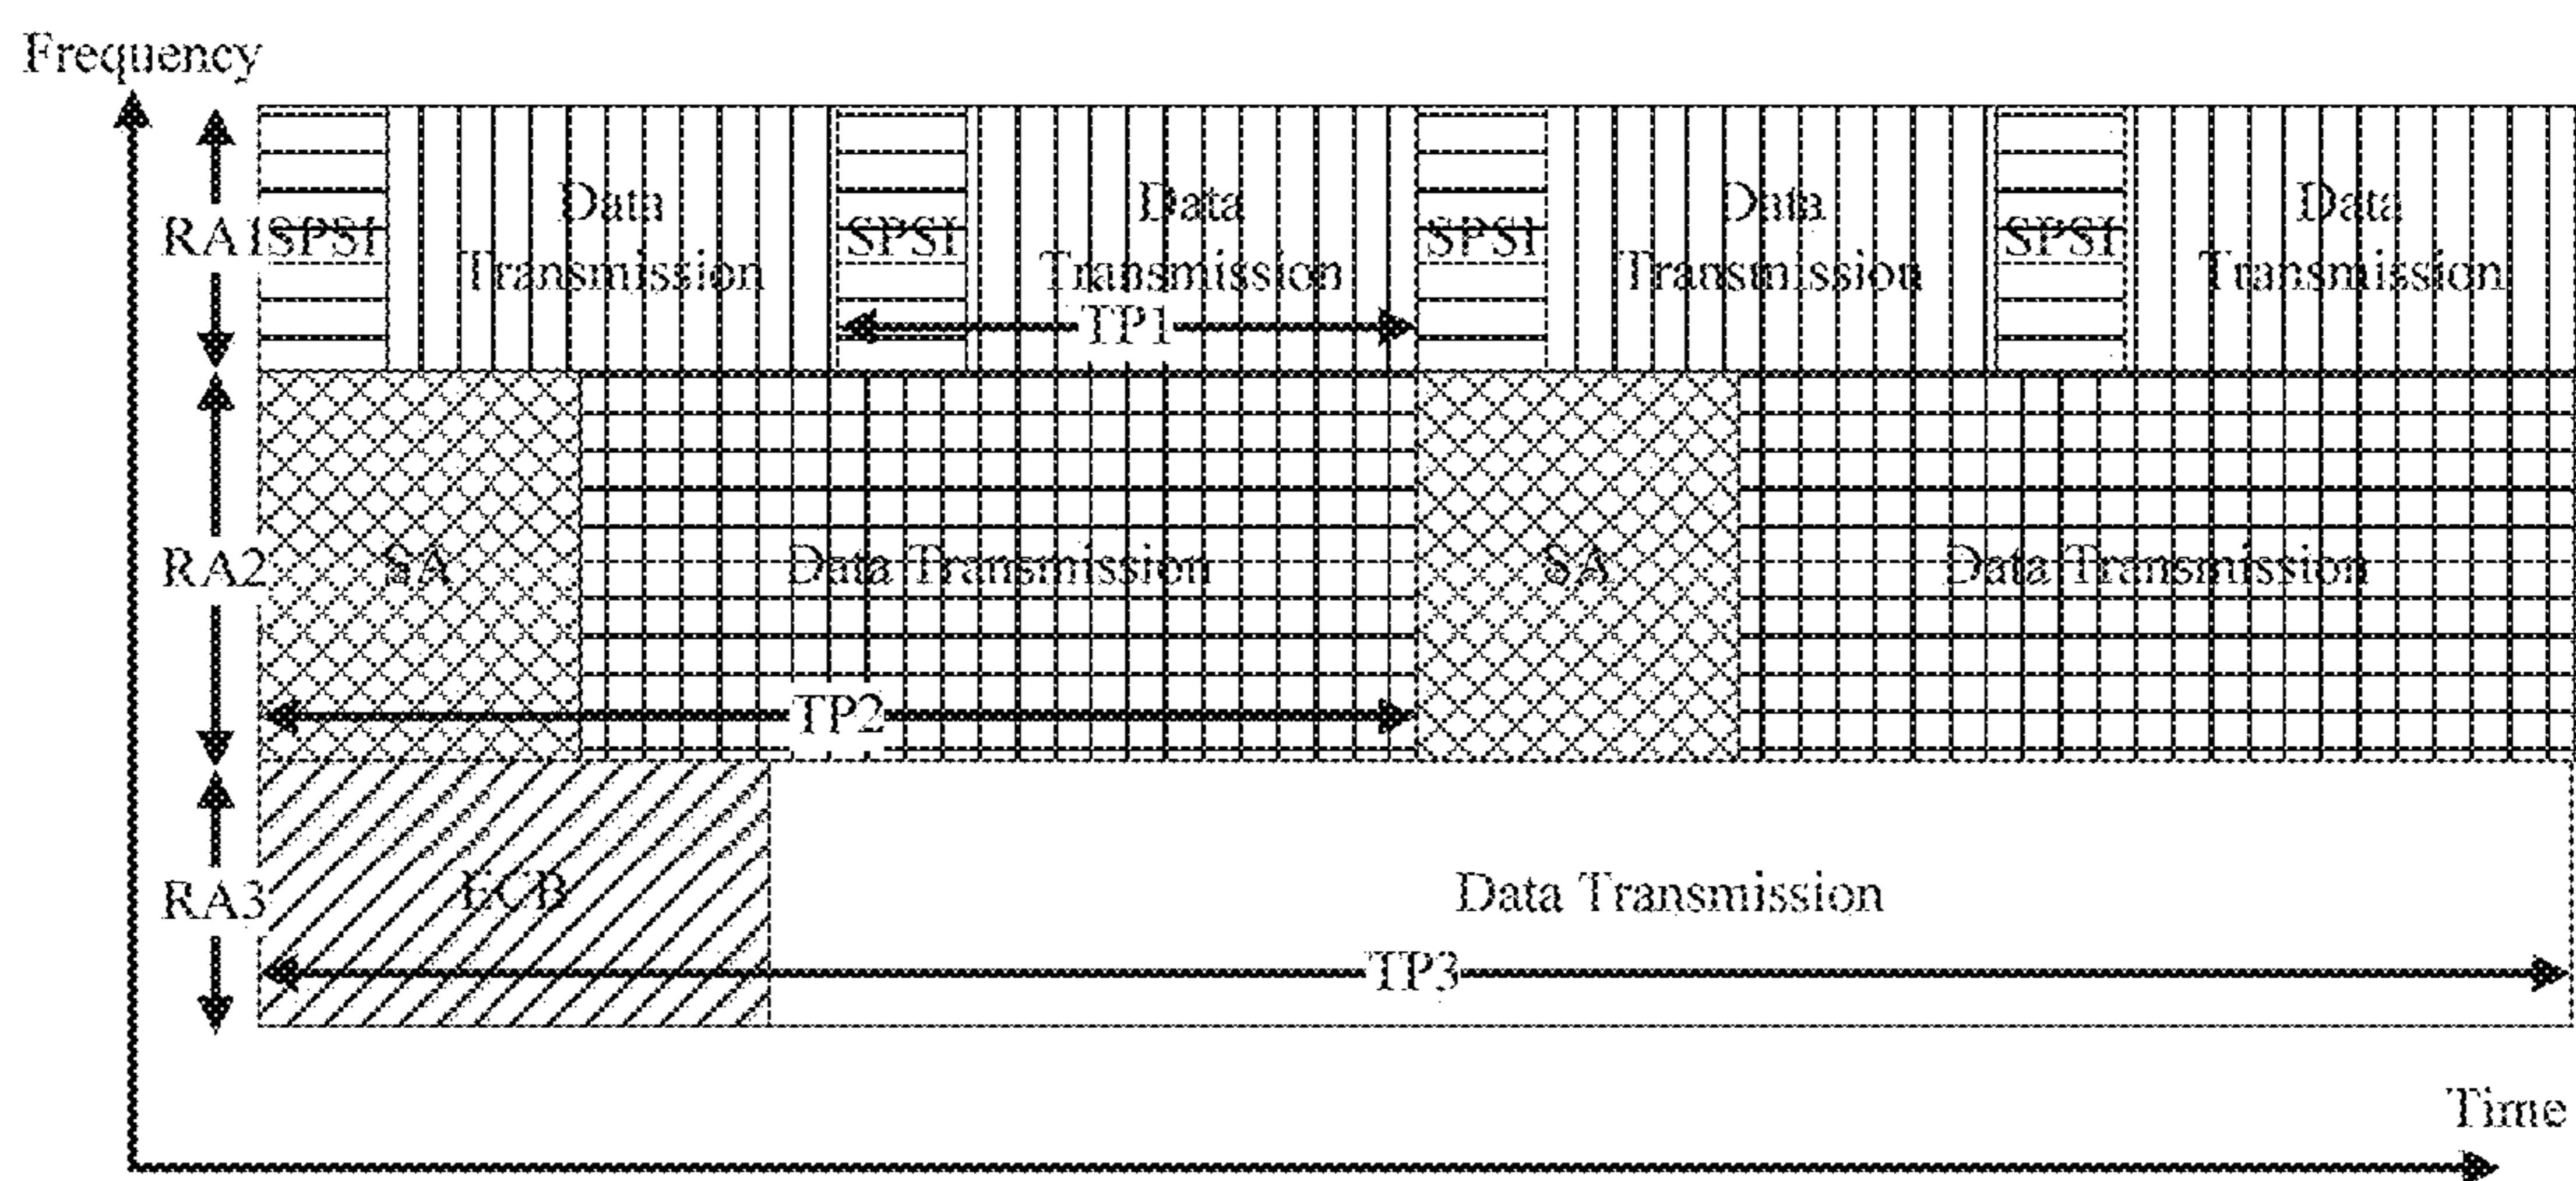 Frequency
RA1
SPSI
Data
Transmission
SPSI
Data
Transmission
SPSI
Data
Transmission
SPSI
Data
Transmission
TP1
RA2
SA
Data Transmission
SA
Data Transmission
TP2
RA3
ECB
Data Transmission
TP3
Time